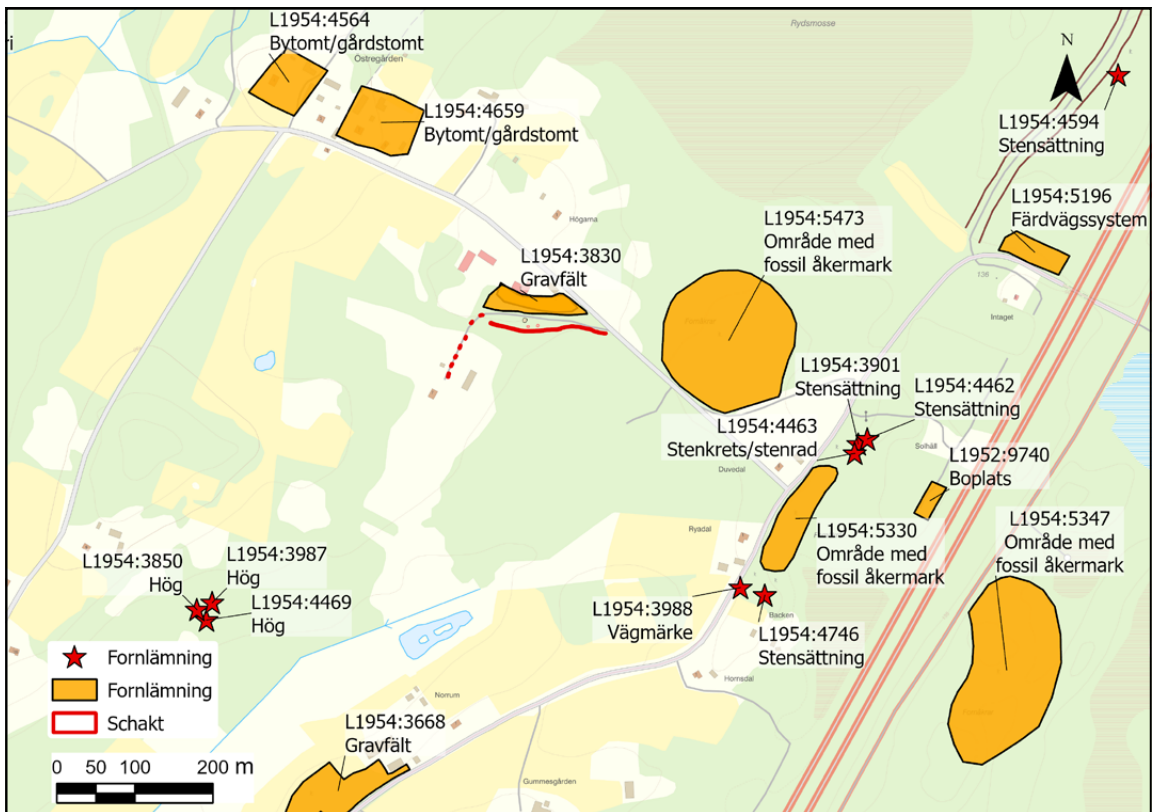 L1954:4564
Bytomt/gårdstomt
Rydsmosse
ri
Östregården
N
L1954:4659
Bytomt/gårdstomt
L1954:4594
Stensättning
L1954:5196
Färdvägssystem
Högarna
L1954:5473
Område med
fossil åkermark
L1954:3830
Gravfält
138
Intaget
L1954:3901
Stensättning
L1954:4462
Stensättning
L1954:4463
Stenkrets/stenrad
Solhäll
Duvedal
L1952:9740
Boplats
L1954:5347
Område med
fossil åkermark
Ryadal
L1954:5330
Område med
fossil åkermark
L1954:3850
Hög
L1954:3987
Hög
L1954:4469
Hög
L1954:3988
Vägmärke
Backen
L1954:4746
Stensättning
Hornsdal
Norrum
Fornlämning
Fornlämning
Schakt
L1954:3668
Gravfält
Gummesgården
0 50 100 200 m